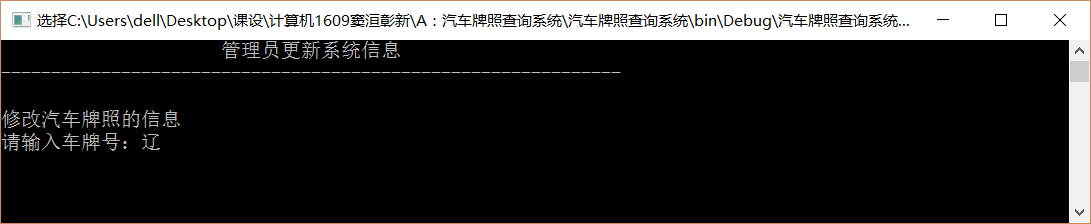 选择C:\Users\dell\Desktop\课设\计算机1609窦洹彰新\A：汽车牌照查询系统\汽车牌照查询系统\bin\Debug\汽车牌照查询系统...
管理员更新系统信息
--------------------------------------------------------------
修改汽车牌照的信息
请输入车牌号：辽